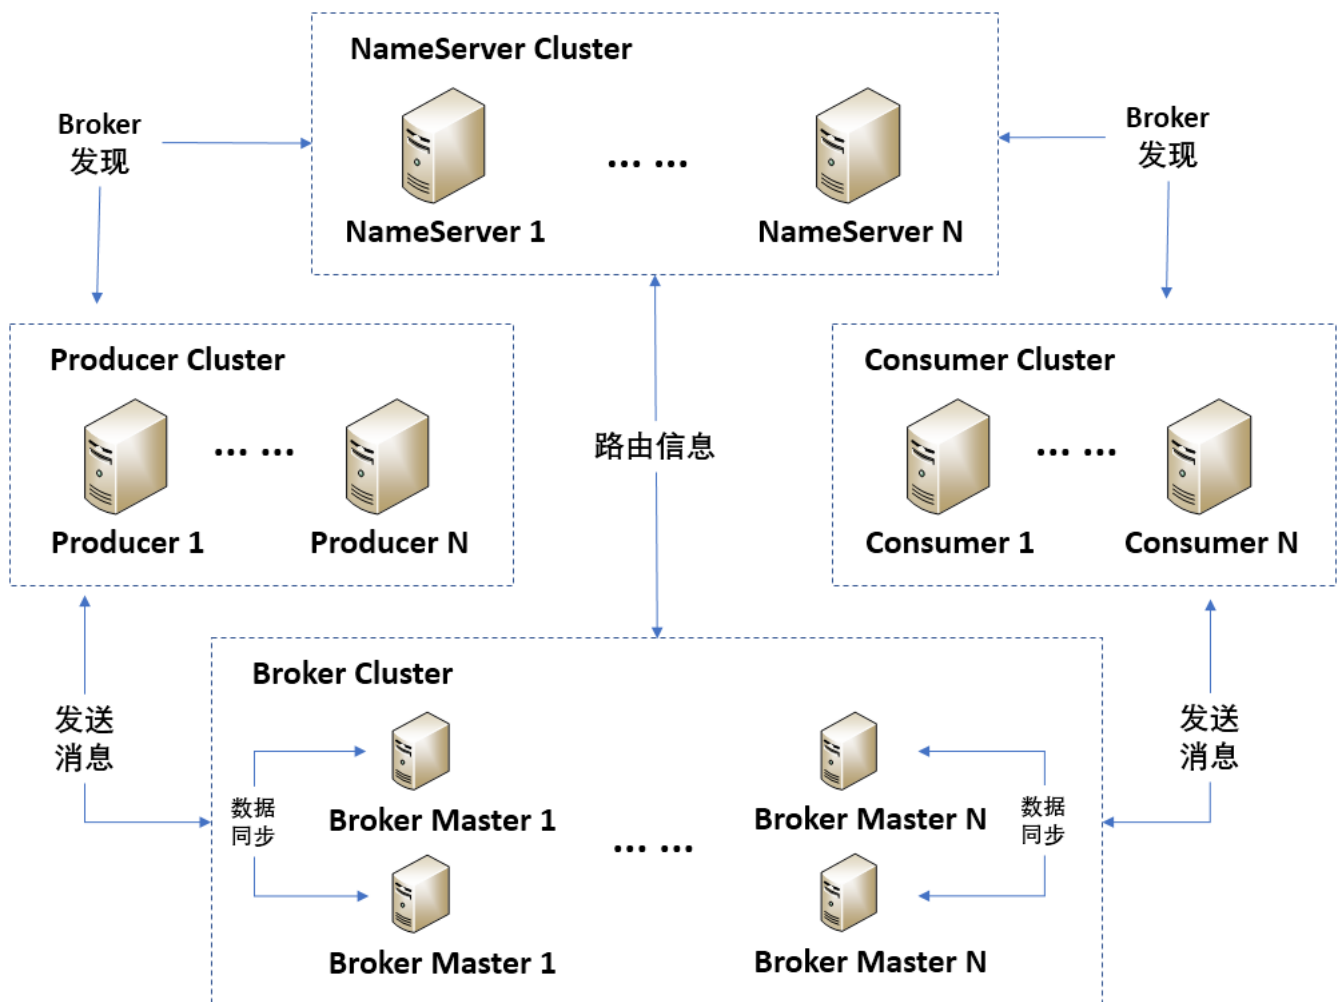 NameServer Cluster
Broker
发现
Broker
发现
... ...
NameServer 1
NameServer N
Producer Cluster
... ...
Producer 1
Producer N
路由信息
Consumer Cluster
... ...
Consumer 1
Consumer N
Broker Cluster
发送
消息
发送
消息
数据
同步
Broker Master 1
Broker Master N
数据
同步
... ...
Broker Master 1
Broker Master N